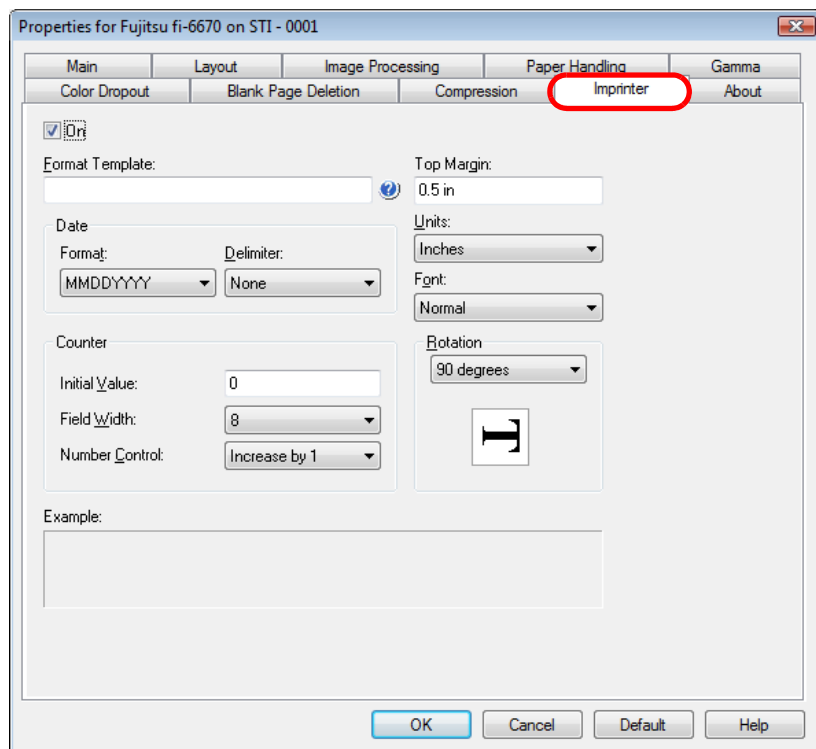 Properties for Fujitsu fi-6670 on STI - 0001
Main Layout Image Processing Paper Handling Gamma
Color Dropout Blank Page Deletion Compression Imprinter About
On
Format Template:
Top Margin:
0.5 in
Date
Format:
Delimiter:
MMDDYYYY
None
Units:
Inches
Font:
Normal
Counter
Initial Value:
0
Field Width:
8
Number Control:
Increase by 1
Rotation
90 degrees
T
Example:
OK Cancel Default Help